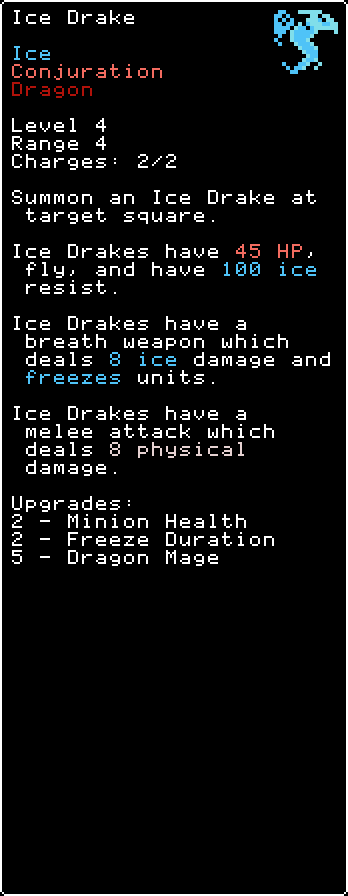 Ice Drake
Ice
Conjuration
Dragon
Level 4
Range 4
Charges: 2/2
Summon an Ice Drake at
target square.
Ice Drakes have 45 HP,
fly, and have 100 ice
resist.
Ice Drakes have a
breath weapon which
deals 8 ice damage and
freezes units.
Ice Drakes have a
melee attack which
deals 8 physical
damage.
Upgrades:
2 - Minion Health
2 - Freeze Duration
5 - Dragon Mage